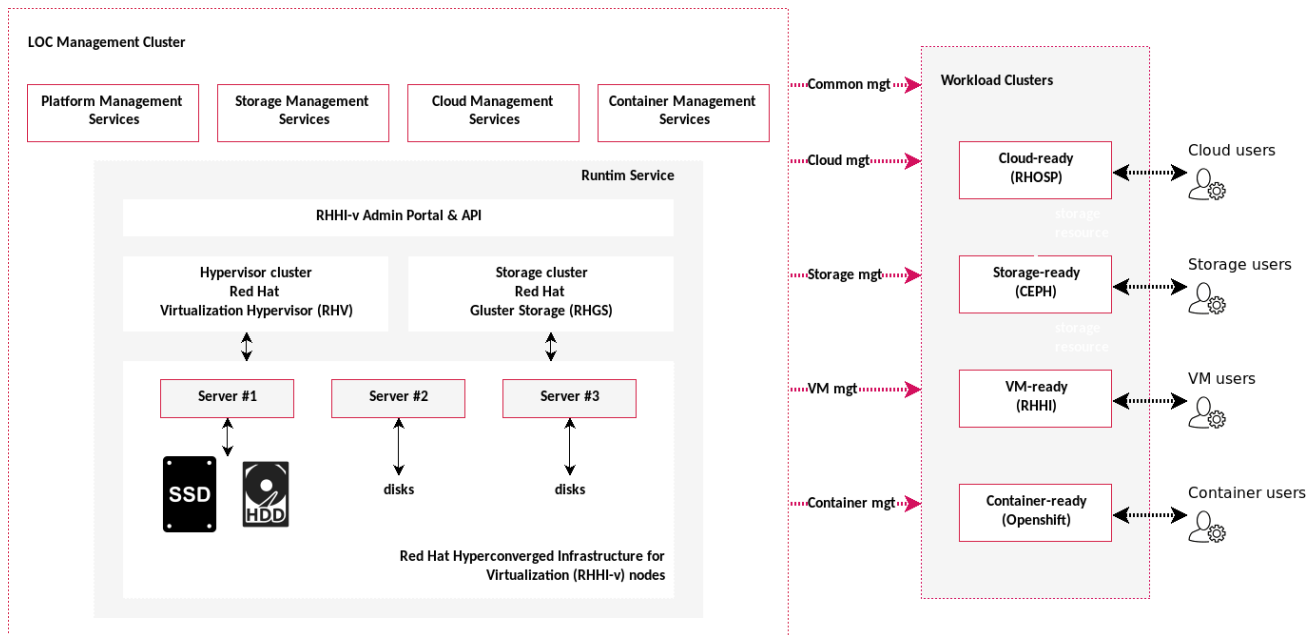 LOC Management Cluster
Platform Management
Services
Storage Management
Services
Cloud Management
Services
Container Management
Services
Runtim Service
RHHI-v Admin Portal & API
Hypervisor cluster
Red Hat
Virtualization Hypervisor (RHV)
Storage cluster
Red Hat
Gluster Storage (RHGS)
Server #1
Server #2
Server #3
SSD
HDD
disks
disks
Red Hat Hyperconverged Infrastructure for
Virtualization (RHHI-v) nodes
Common mgt
Cloud mgt
Storage mgt
VM mgt
Container mgt
Workload Clusters
Cloud-ready
(RHOSP)
storage
resource
Storage-ready
(CEPH)
storage
resource
VM-ready
(RHHI)
Container-ready
(Openshift)
Cloud users
Storage users
VM users
Container users